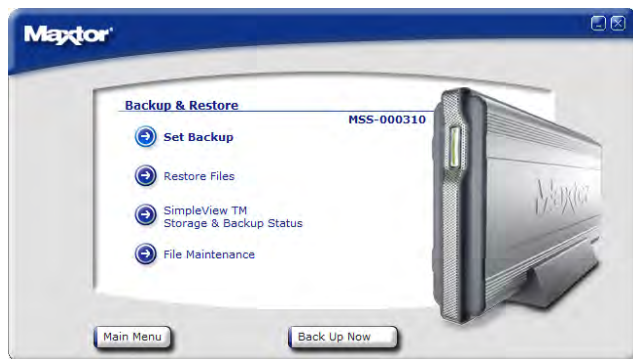 Maxtor
Backup & Restore
MSS-000310
Set Backup
Restore Files
SimpleView TM
Storage & Backup Status
File Maintenance
Maxtor
Main Menu
Back Up Now